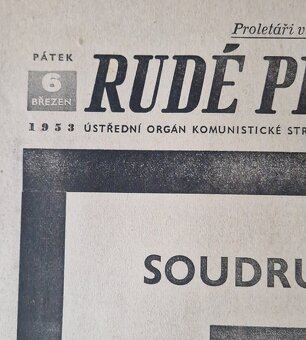 Proletáři v
PÁTEK
6
BŘEZEN
1953
RUDÉ P
ÚSTŘEDNÍ ORGÁN KOMUNISTICKÉ STR
SOUDRU